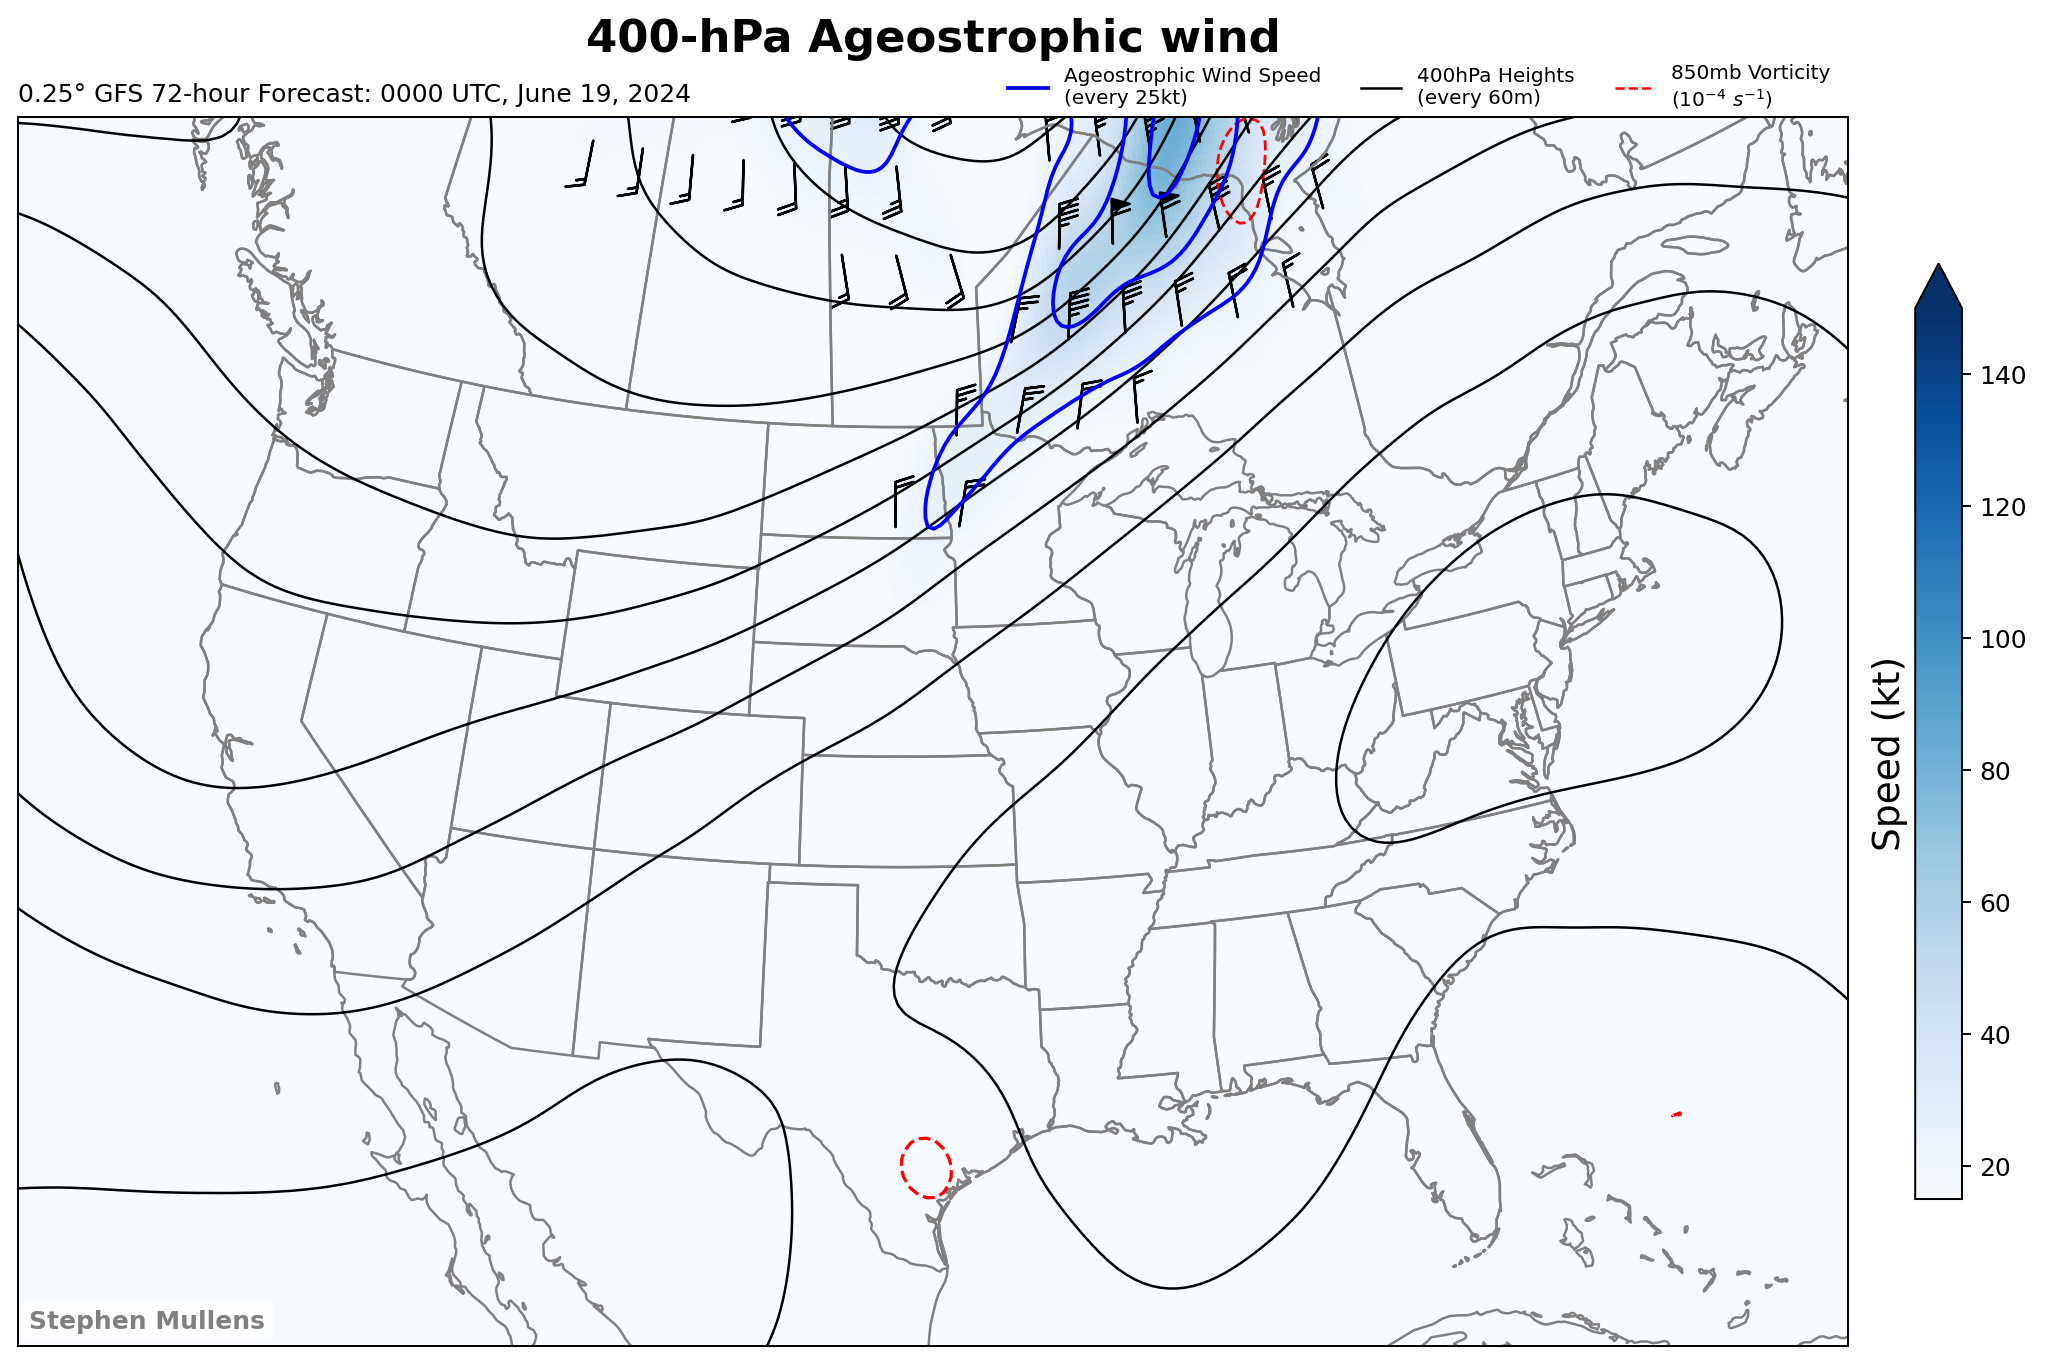 400-hPa Ageostrophic wind
0.25° GFS 72-hour Forecast: 0000 UTC, June 19, 2024
Ageostrophic Wind Speed
(every 25kt)
400hPa Heights
(every 60m)
850mb Vorticity
(10⁻⁴ s⁻¹)
140
120
100
80
60
40
20
Speed (kt)
Stephen Mullens